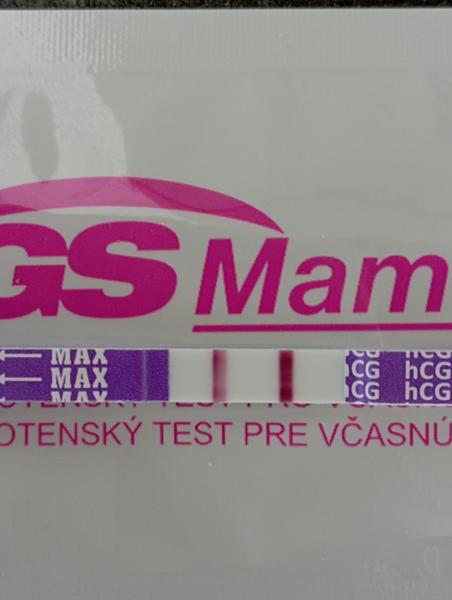 GS Mam
MAX hCG hCG
MAX hCG hCG
MAX hCG hCG
OTENSKÝ TEST PRE VČASNÚ